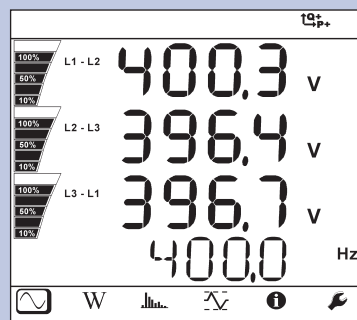 Q+
P+
100%
50%
10%
L1 - L2
400.3 V
100%
50%
10%
L2 - L3
396.4 V
100%
50%
10%
L3 - L1
396.7 V
400.0 Hz
W
i